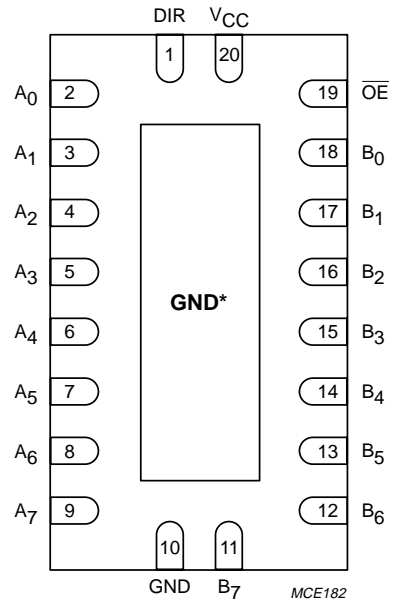 DIR V_CC
1 20
A_0 2 19 \overline{OE}
A_1 3 18 B_0
A_2 4 17 B_1
A_3 5 16 B_2
GND*
A_4 6 15 B_3
A_5 7 14 B_4
A_6 8 13 B_5
A_7 9 12 B_6
10 11
GND B_7
MCE182